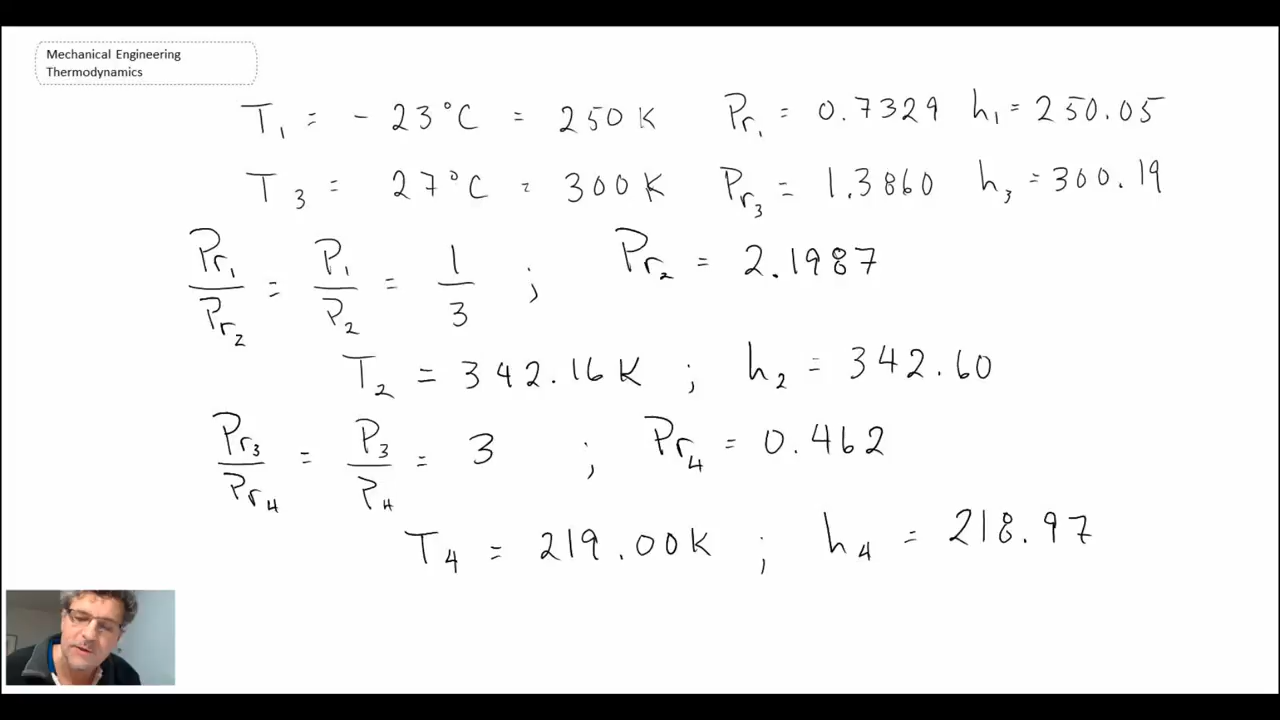 Mechanical Engineering
Thermodynamics
T₁ = -23°C = 250 K Pr₁ = 0.7329 h₁ = 250.05
T₃ = 27°C = 300 K Pr₃ = 1.3860 h₃ = 300.19
Pr₁/Pr₂ = P₁/P₂ = 1/3 ; Pr₂ = 2.1987
T₂ = 342.16 K ; h₂ = 342.60
Pr₃/Pr₄ = P₃/P₄ = 3 ; Pr₄ = 0.462
T₄ = 219.00 K ; h₄ = 218.97